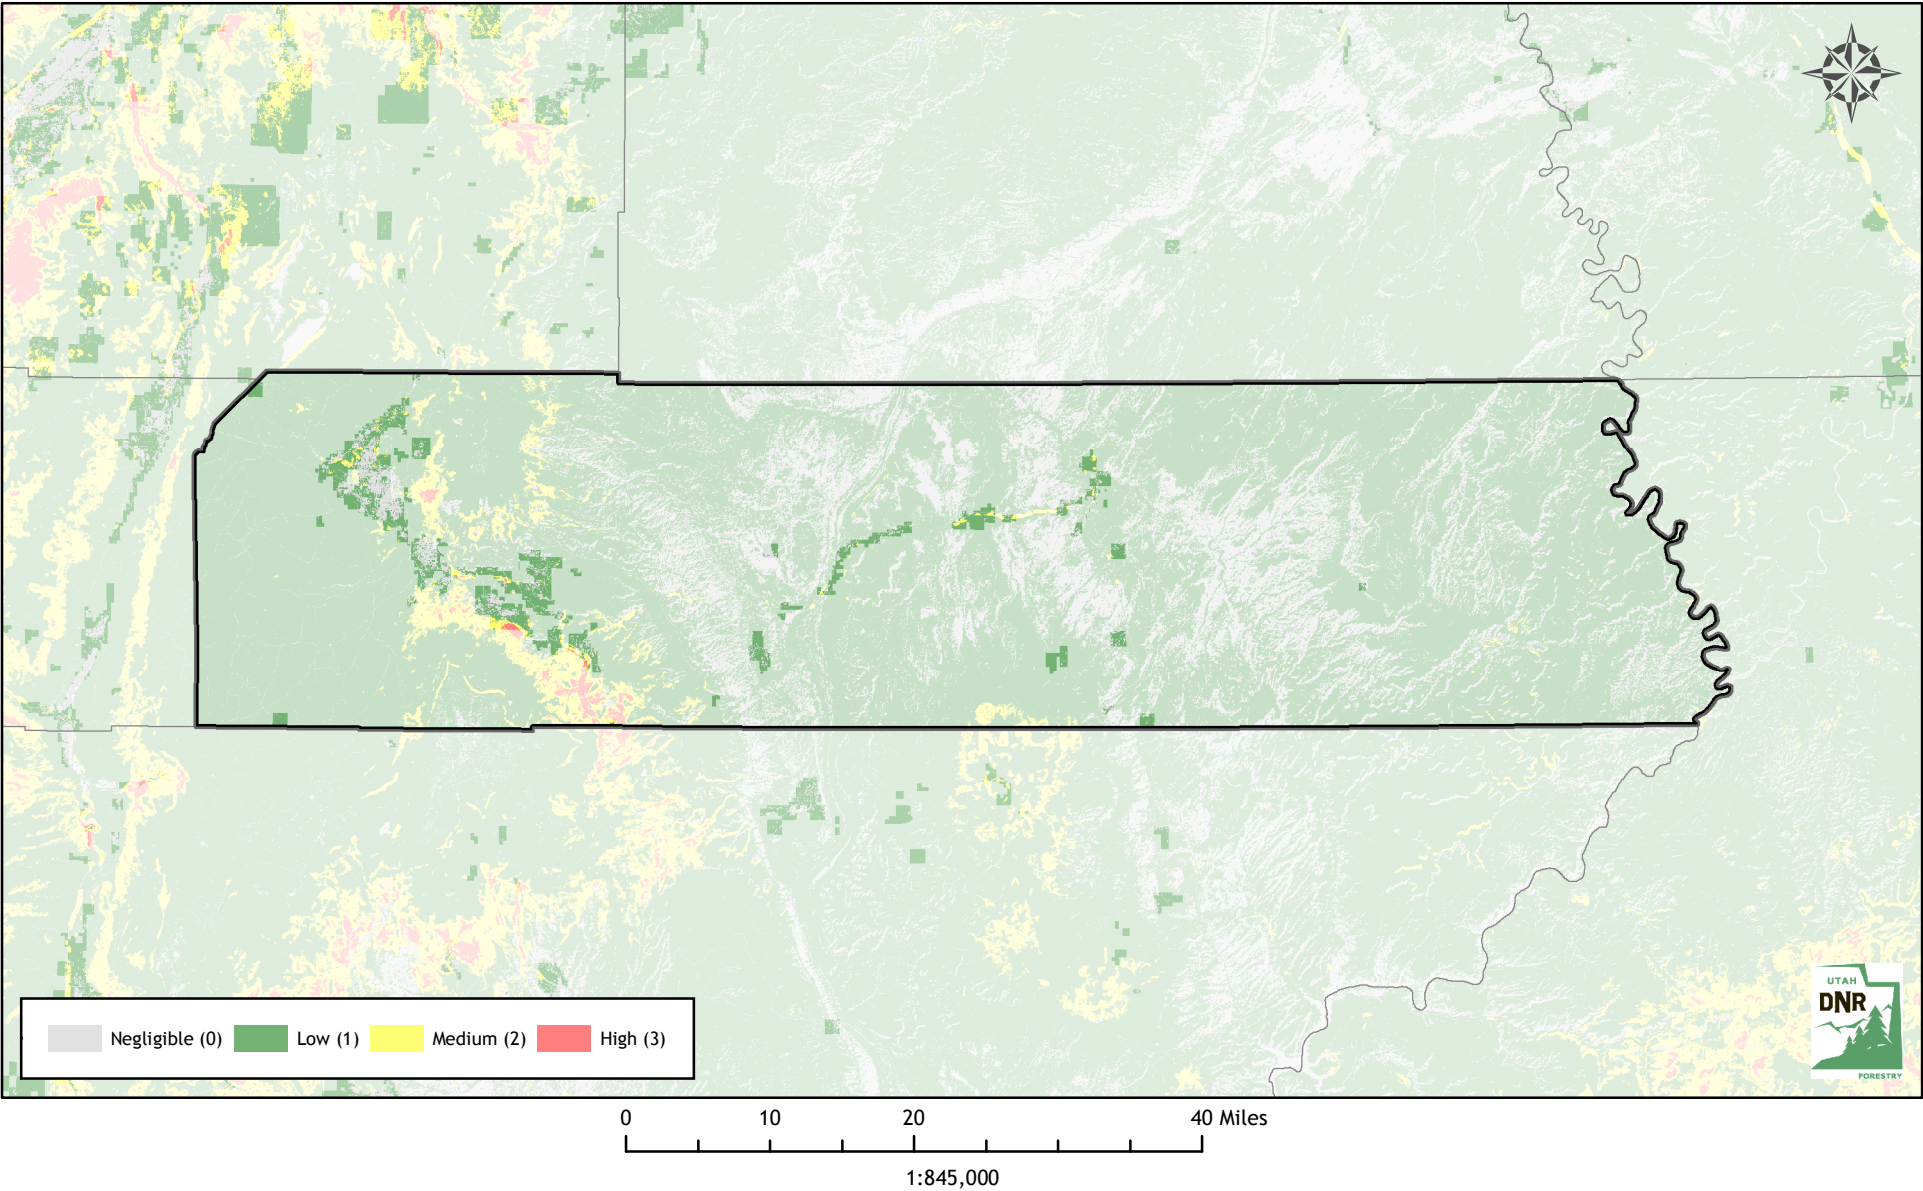 UTAH
DNR
FORESTRY
Negligible (0) Low (1) Medium (2) High (3)
0 10 20 40 Miles
1:845,000